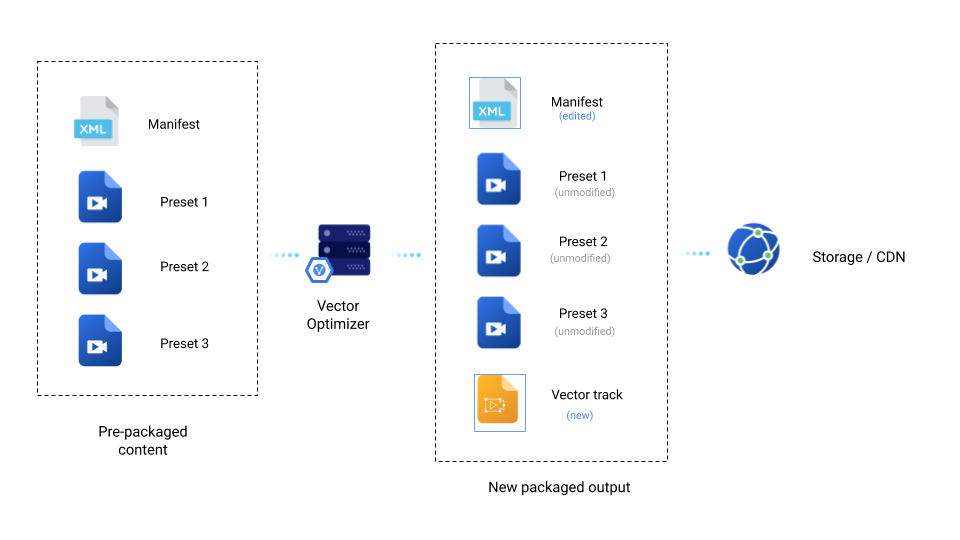 XML
Manifest
Preset 1
Preset 2
Preset 3
Pre-packaged
content
V
Vector
Optimizer
XML
Manifest
(edited)
Preset 1
(unmodified)
Preset 2
(unmodified)
Preset 3
(unmodified)
Vector track
(new)
New packaged output
Storage / CDN